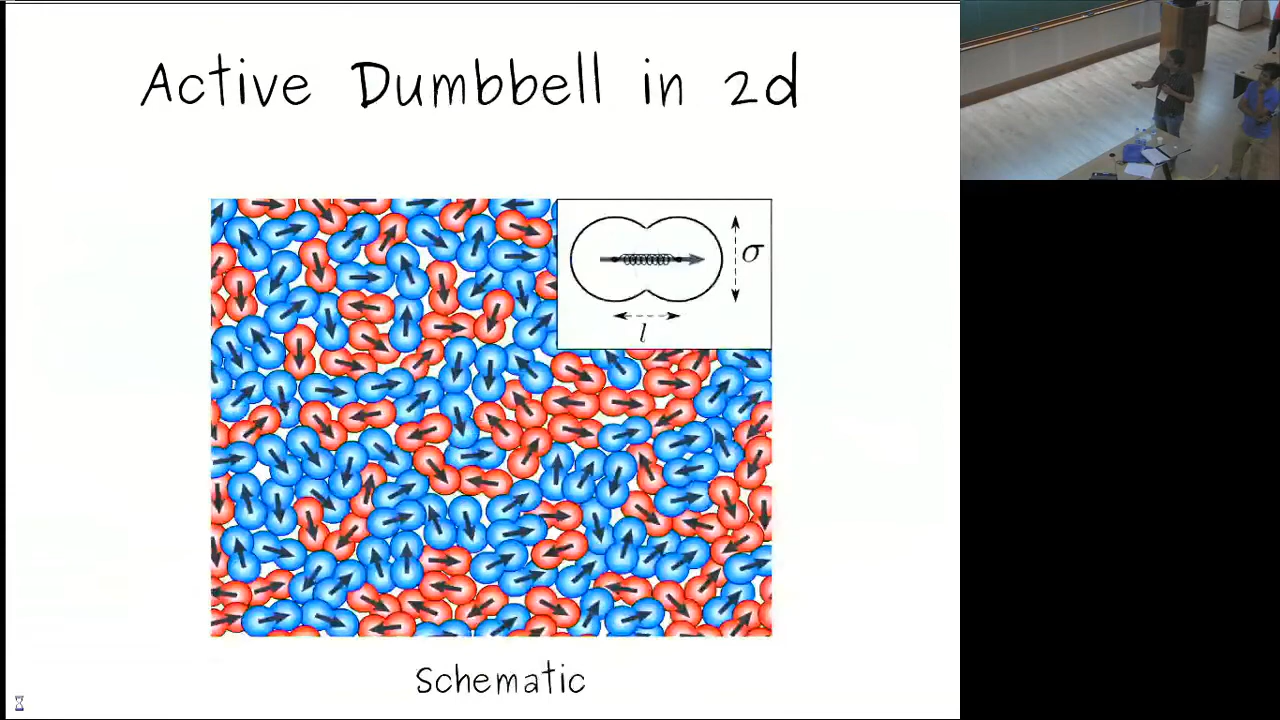 Active Dumbbell in 2d
σ
l
Schematic